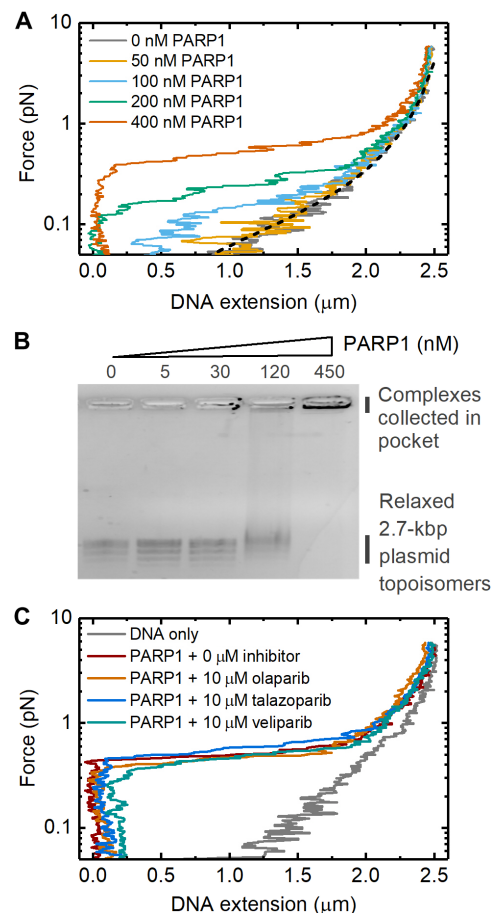 A
10
1
0.1
Force (pN)
0 nM PARP1
50 nM PARP1
100 nM PARP1
200 nM PARP1
400 nM PARP1
0.0 0.5 1.0 1.5 2.0 2.5
DNA extension (μm)
B
PARP1 (nM)
0 5 30 120 450
Complexes
collected in
pocket
Relaxed
2.7-kbp
plasmid
topoisomers
C
10
1
0.1
Force (pN)
DNA only
PARP1 + 0 μM inhibitor
PARP1 + 10 μM olaparib
PARP1 + 10 μM talazoparib
PARP1 + 10 μM veliparib
0.0 0.5 1.0 1.5 2.0 2.5
DNA extension (μm)